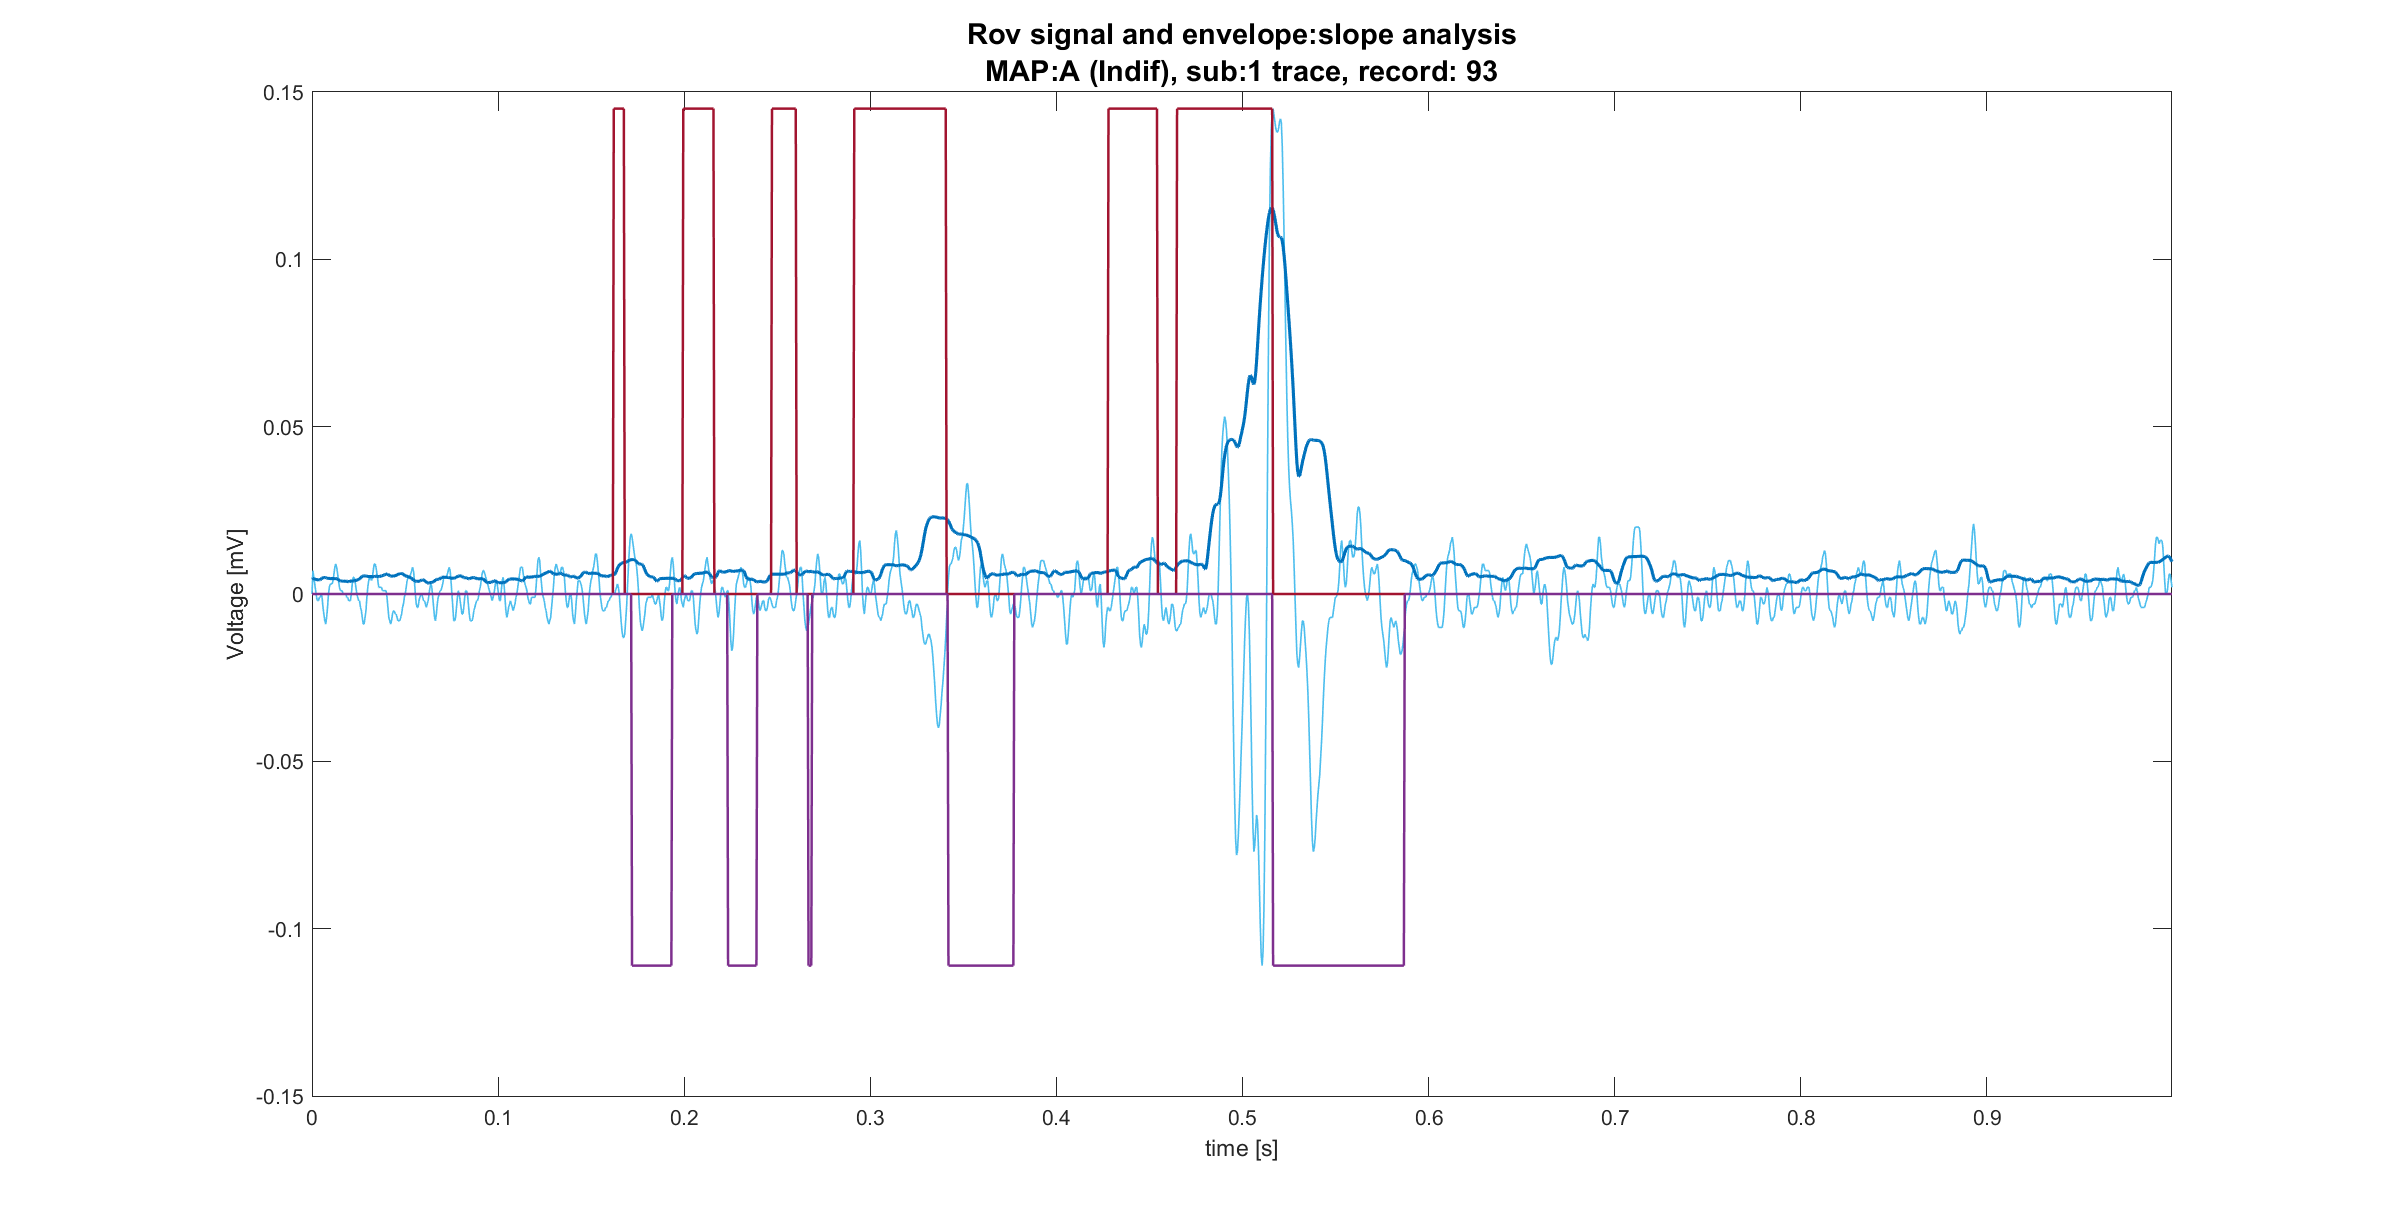 Rov signal and envelope:slope analysis
MAP:A (Indif), sub:1 trace, record: 93
0.15
0.1
0.05
0
-0.05
-0.1
-0.15
Voltage [mV]
0 0.1 0.2 0.3 0.4 0.5 0.6 0.7 0.8 0.9
time [s]